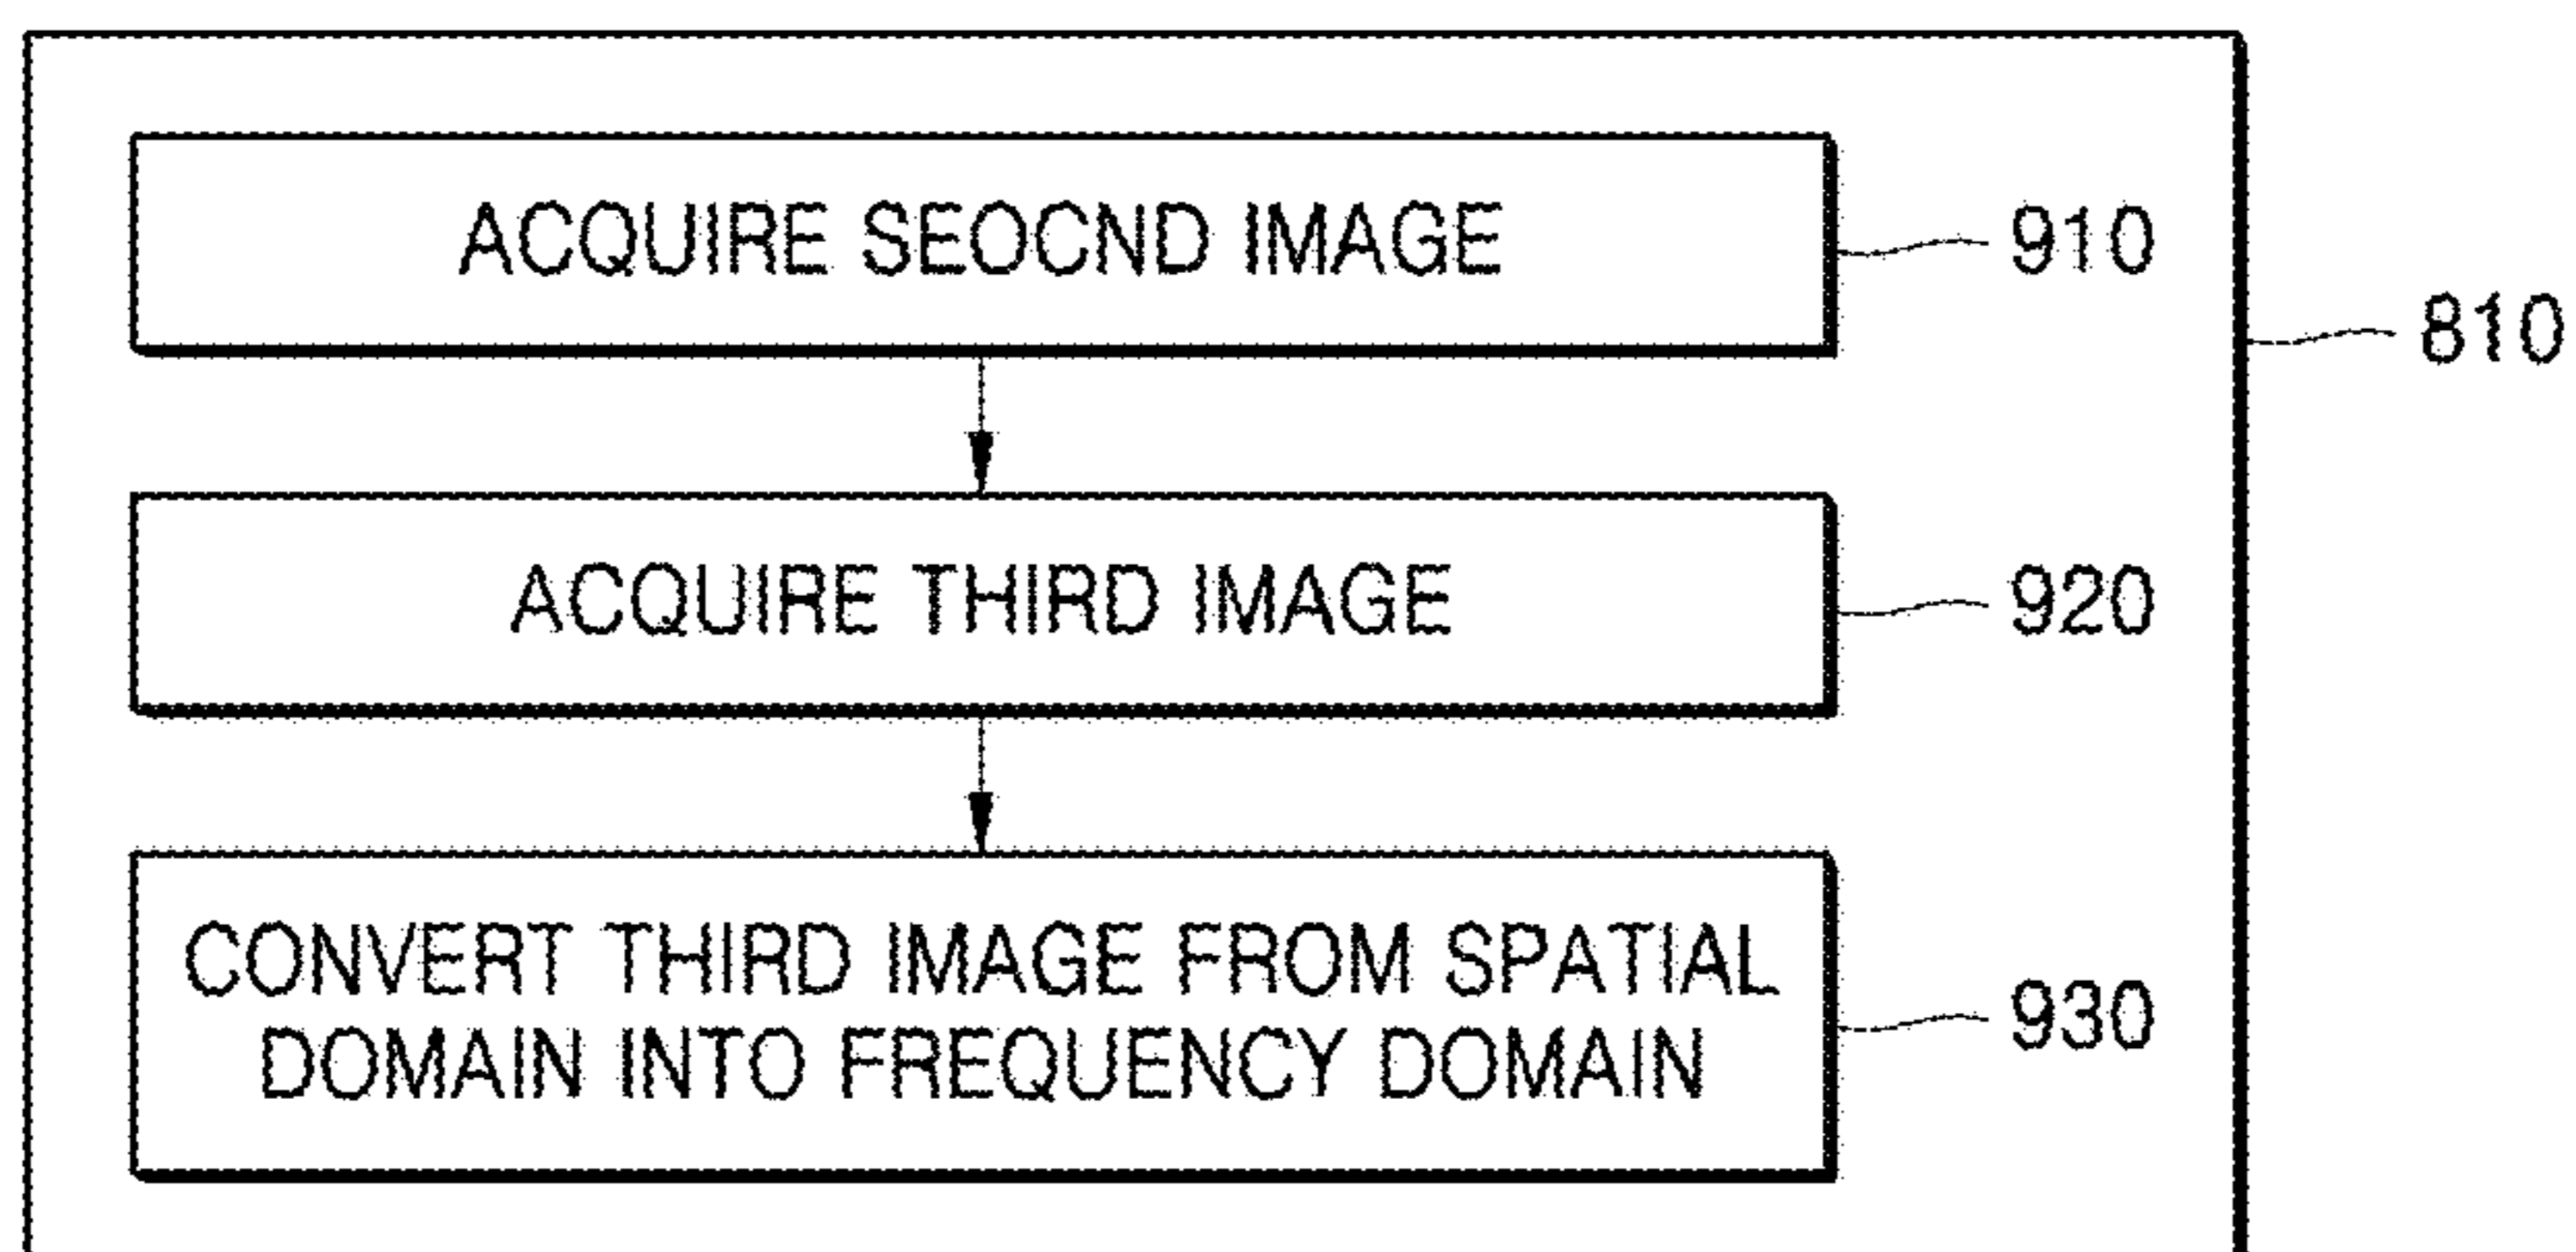 ACQUIRE SEOCND IMAGE
910
810
ACQUIRE THIRD IMAGE
920
CONVERT THIRD IMAGE FROM SPATIAL
DOMAIN INTO FREQUENCY DOMAIN
930